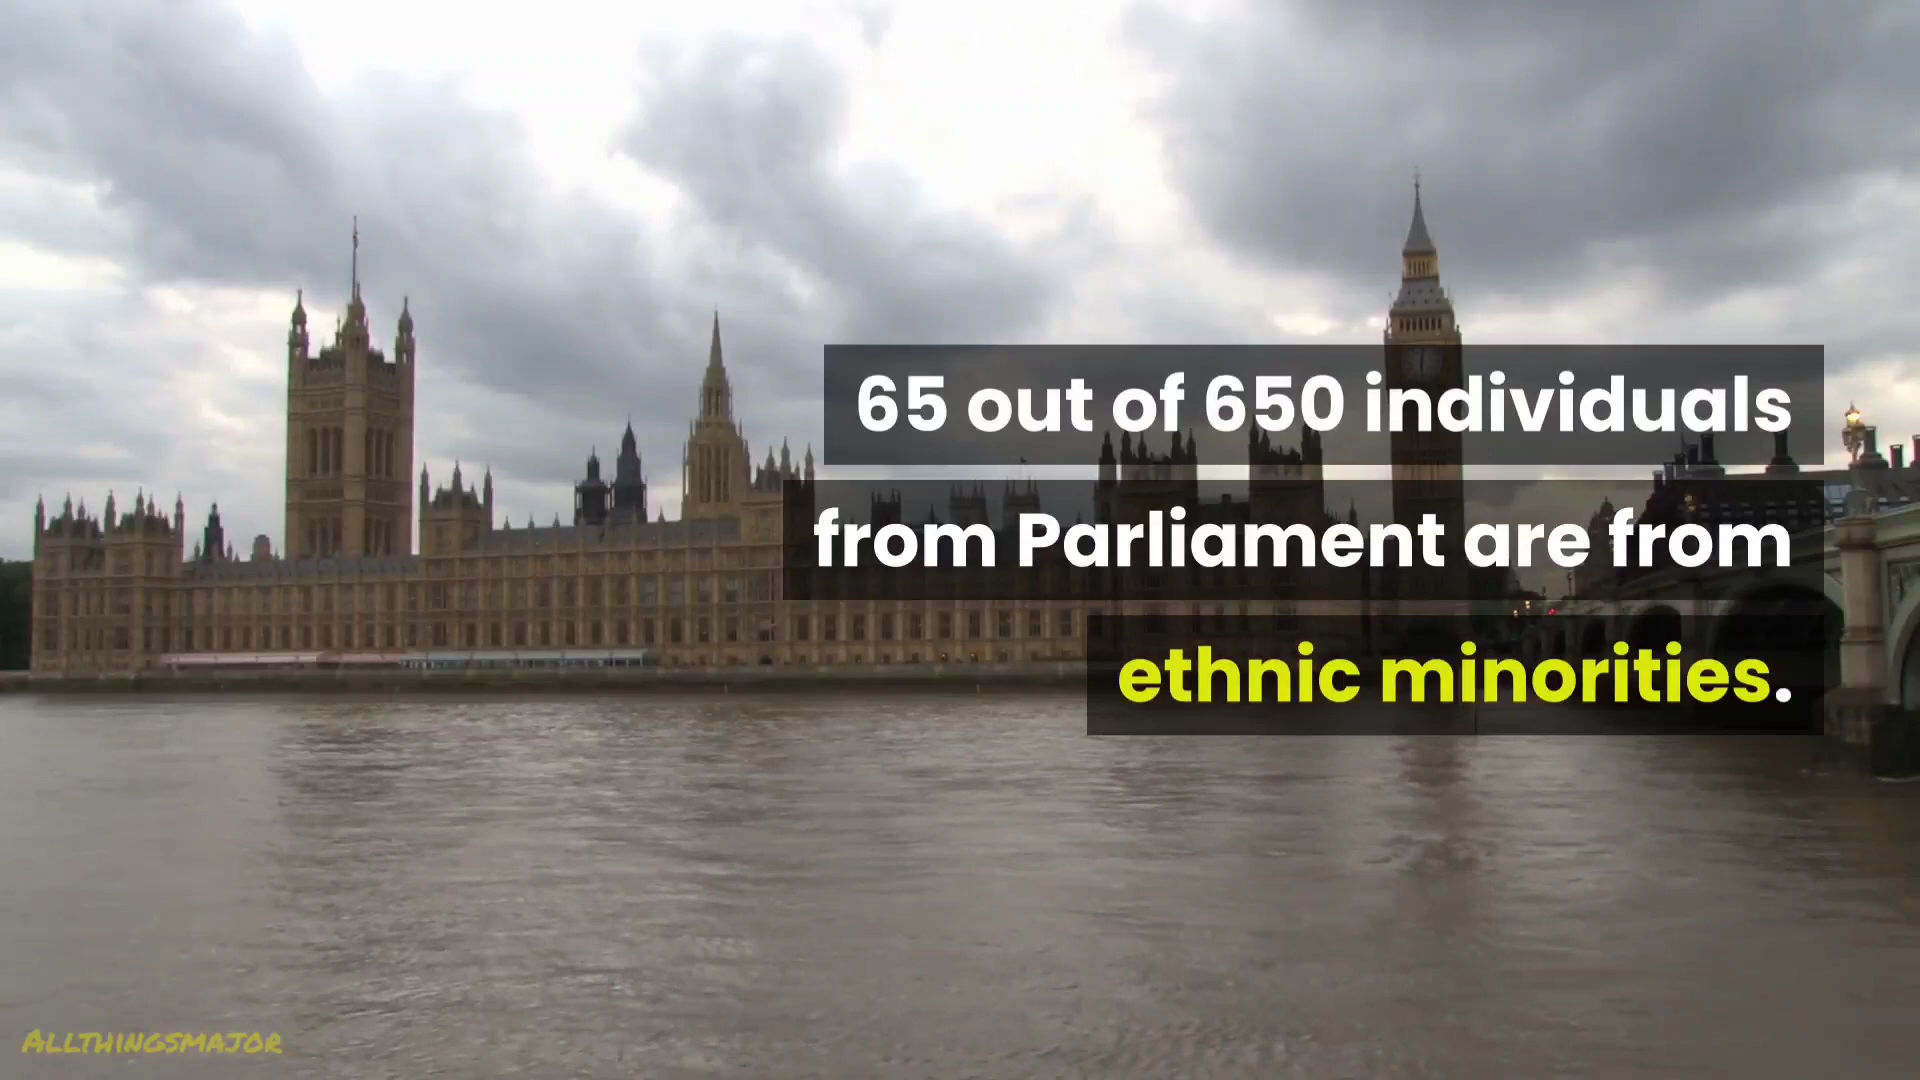 65 out of 650 individuals
from Parliament are from
ethnic minorities.
Allthingsmajor